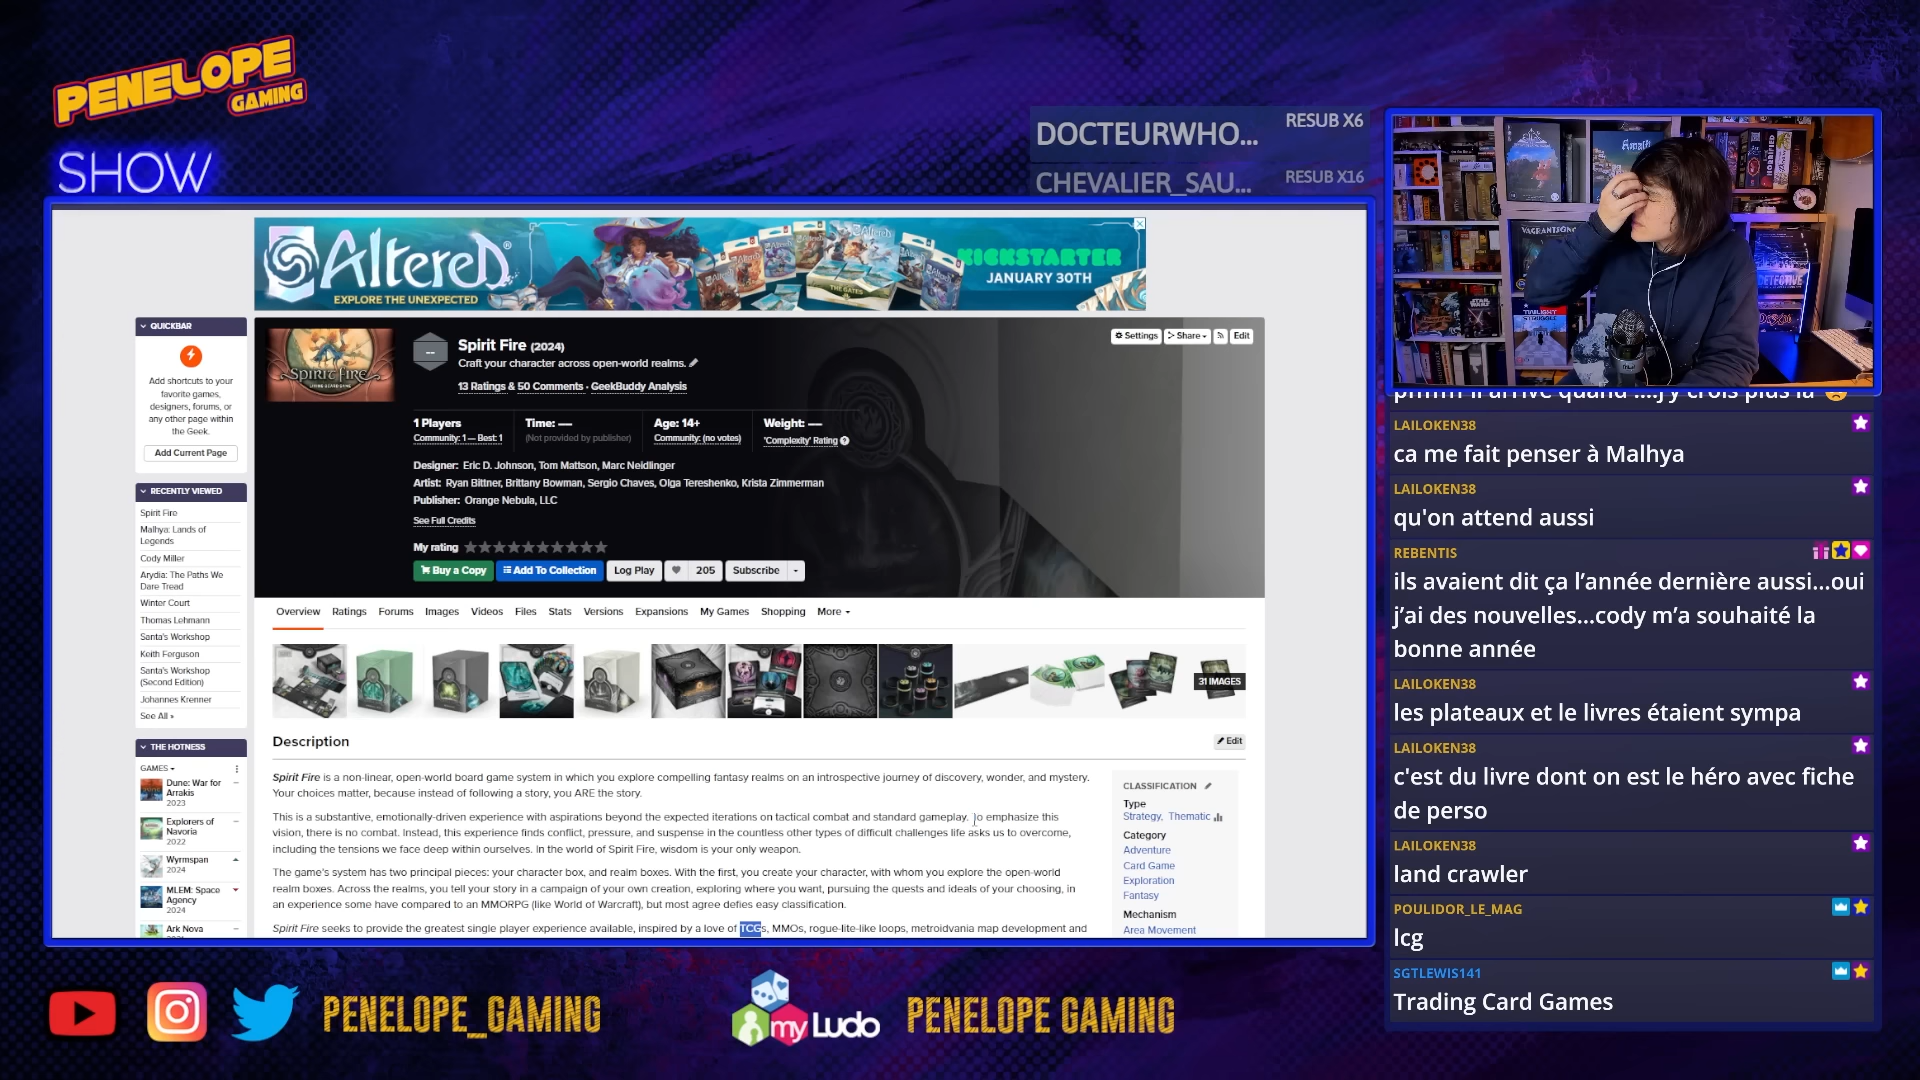 PENELOPE
GAMING
SHOW
DOCTEURWHO... RESUB X6
CHEVALIER_SAU... RESUB X16
Altered
EXPLORE THE UNEXPECTED
THE GATES
KICKSTARTER
JANUARY 30TH
QUICKBAR
Add shortcuts to your
favorite games,
designers, forums, or
any other page within
the Geek.
Add Current Page
RECENTLY VIEWED
Spirit Fire
Malhya: Lands of
Legends
Cody Miller
Arydia: The Paths We
Dare Tread
Winter Court
Thomas Lehmann
Santa's Workshop
Keith Ferguson
Santa's Workshop
(Second Edition)
Johannes Krenner
See All »
THE HOTNESS
GAMES
Dune: War for
Arrakis
2023
Explorers of
Navoria
2022
Wyrmspan
2024
MLEM: Space
Agency
2024
Ark Nova
SPIRIT FIRE
--
Spirit Fire (2024)
Craft your character across open-world realms.
13 Ratings & 50 Comments · GeekBuddy Analysis
Settings Share Edit
1 Players
Community: 1 — Best: 1
Time: —
(Not provided by publisher)
Age: 14+
Community: (no votes)
Weight: —
'Complexity' Rating
Designer: Eric D. Johnson, Tom Mattson, Marc Neidlinger
Artist: Ryan Bittner, Brittany Bowman, Sergio Chaves, Olga Tereshenko, Krista Zimmerman
Publisher: Orange Nebula, LLC
See Full Credits
My rating
Buy a Copy Add To Collection Log Play 205 Subscribe
Overview Ratings Forums Images Videos Files Stats Versions Expansions My Games Shopping More
31 IMAGES
Description
Edit
Spirit Fire is a non-linear, open-world board game system in which you explore compelling fantasy realms on an introspective journey of discovery, wonder, and mystery.
Your choices matter, because instead of following a story, you ARE the story.
This is a substantive, emotionally-driven experience with aspirations beyond the expected iterations on tactical combat and standard gameplay. To emphasize this
vision, there is no combat. Instead, this experience finds conflict, pressure, and suspense in the countless other types of difficult challenges life asks us to overcome,
including the tensions we face deep within ourselves. In the world of Spirit Fire, wisdom is your only weapon.
The game's system has two principal pieces: your character box, and realm boxes. With the first, you create your character, with whom you explore the open-world
realm boxes. Across the realms, you tell your story in a campaign of your own creation, exploring where you want, pursuing the quests and ideals of your choosing, in
an experience some have compared to an MMORPG (like World of Warcraft), but most agree defies easy classification.
Spirit Fire seeks to provide the greatest single player experience available, inspired by a love of TCGs, MMOs, rogue-lite-like loops, metroidvania map development and
CLASSIFICATION
Type
Strategy, Thematic
Category
Adventure
Card Game
Exploration
Fantasy
Mechanism
Area Movement
VAGRANTSONG
TWILIGHT
STRUGGLE
DETECTIVE
STAR
WARS
LAILOKEN38
ca me fait penser à Malhya
LAILOKEN38
qu'on attend aussi
REBENTIS
ils avaient dit ça l’année dernière aussi...oui
j’ai des nouvelles...cody m’a souhaité la
bonne année
LAILOKEN38
les plateaux et le livres étaient sympa
LAILOKEN38
c'est du livre dont on est le héro avec fiche
de perso
LAILOKEN38
land crawler
POULIDOR_LE_MAG
lcg
SGTLEWIS141
Trading Card Games
PENELOPE_GAMING
myLudo
PENELOPE GAMING